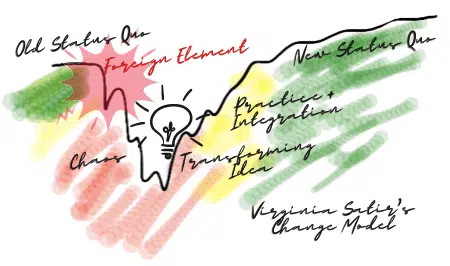 Old Status Quo
Foreign Element
New Status Quo
Practice +
Integration
Chaos
Transforming
Idea
Virginia Satir's
Change Model